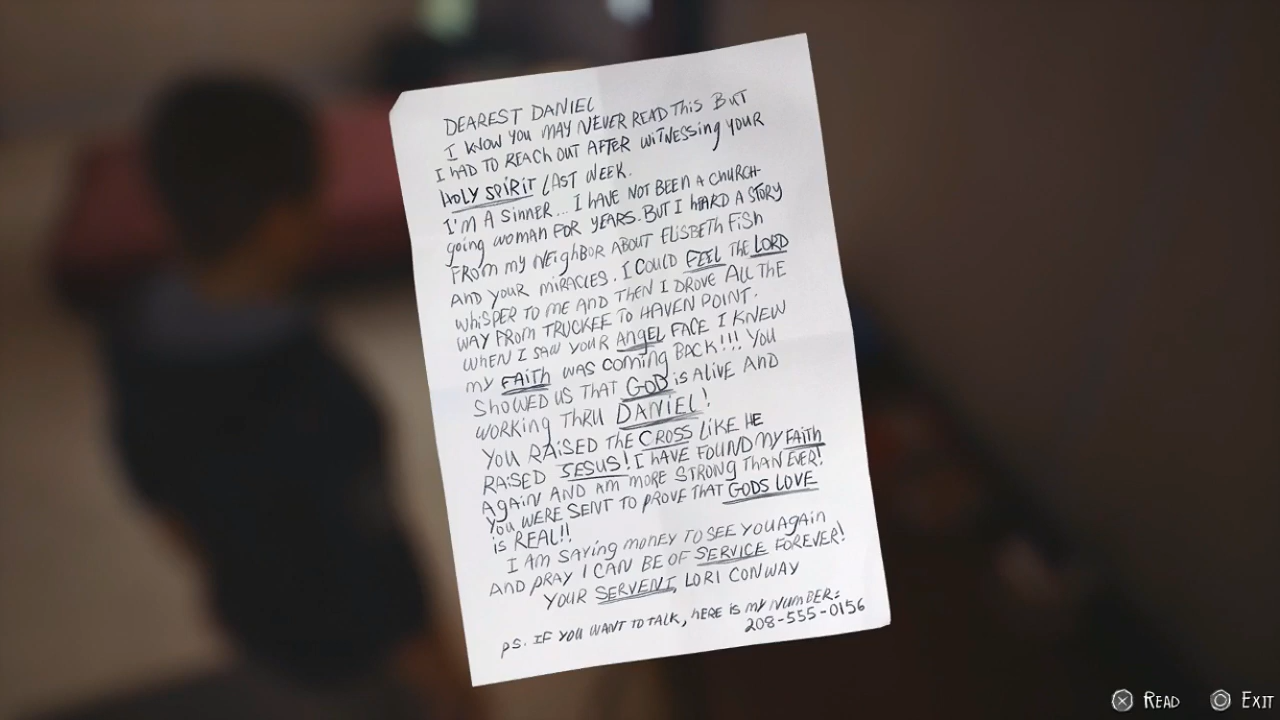 DEAREST DANIEL
I KNOW YOU MAY NEVER READ THIS BUT
I HAD TO REACH OUT AFTER WITNESSING YOUR
HOLY SPIRIT LAST WEEK.
I'M A SINNER... I HAVE NOT BEEN A CHURCH-
going WOMAN FOR YEARS. BUT I HEARD A STORY
FROM MY NEIGHBOR ABOUT ELISBETH FISH
AND YOUR MIRACLES. I COULD FEEL THE LORD
WHISPER TO ME AND THEN I DROVE ALL THE
WAY FROM TRUCKEE TO HAVEN POINT.
WHEN I SAW YOUR ANgEL FACE I KNEW
MY FAITH WAS COMINg BACK!!! YOU
SHOWED US THAT GOD IS ALIVE AND
WORKING THRU DANIEL!
YOU RAISED THE CROSS LIKE HE
RAISED JESUS! I HAVE FOUND MY FAITH
AgAIN AND AM MORE STRONG THAN EVER!
YOU WERE SENT TO PROVE THAT GODS LOVE
IS REAL!!
I AM SAVINg MONEY TO SEE YOU AgAIN
AND PRAY I CAN BE OF SERVICE FOREVER!
YOUR SERVENT, LORI CONWAY
PS. IF YOU WANT TO TALK, HERE IS MY NUMBER:
208-555-0156
READ EXIT